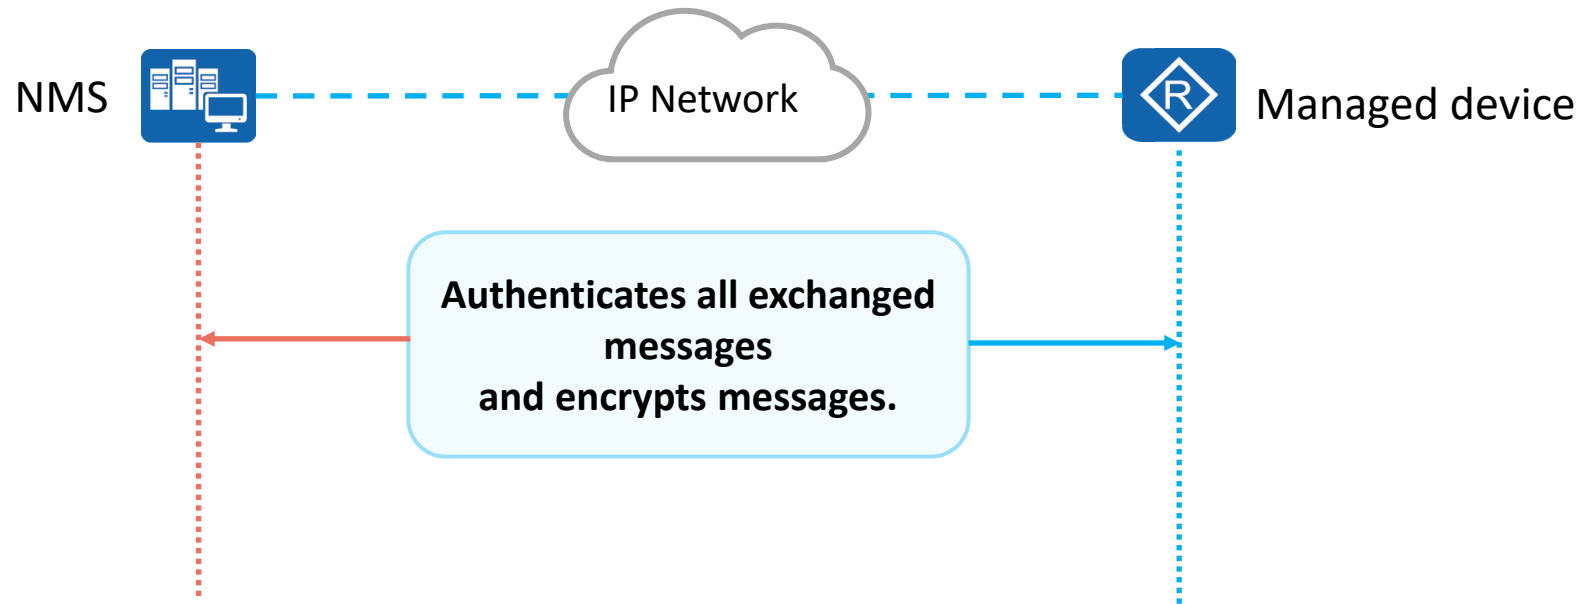 NMS
IP Network
R
Managed device
Authenticates all exchanged
messages
and encrypts messages.